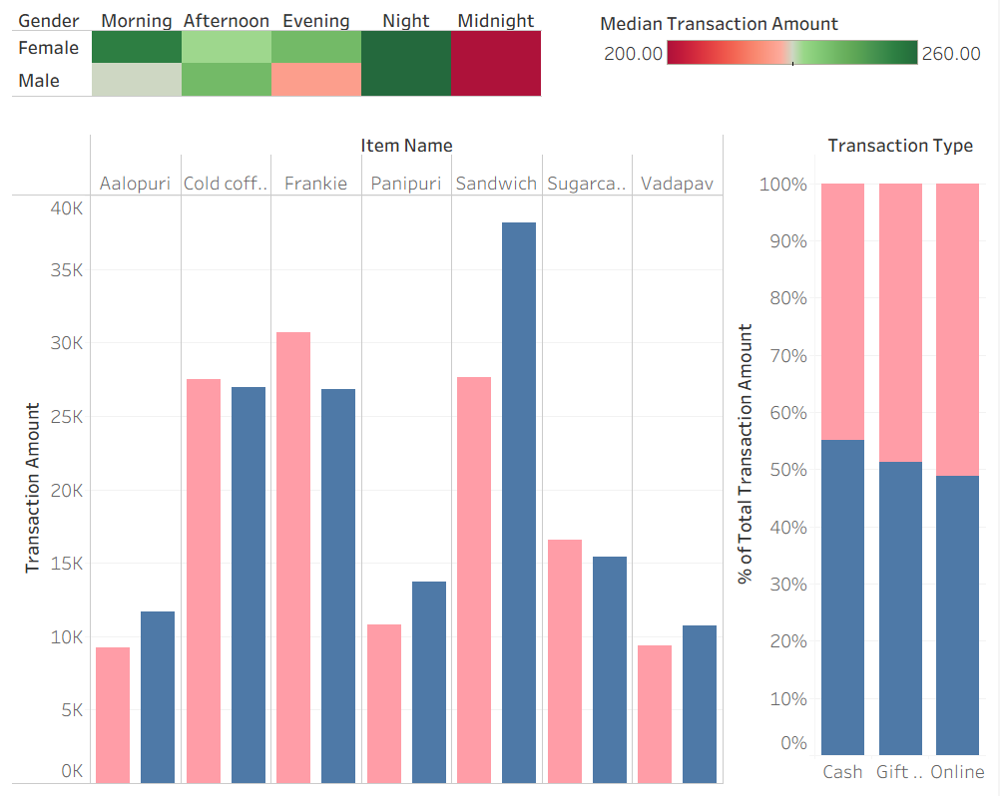 Gender Morning Afternoon Evening Night Midnight
Female
Male
Median Transaction Amount
200.00 260.00
Item Name
Aalopuri Cold coff.. Frankie Panipuri Sandwich Sugarca.. Vadapav
Transaction Amount
40K
35K
30K
25K
20K
15K
10K
5K
0K
Transaction Type
% of Total Transaction Amount
100%
90%
80%
70%
60%
50%
40%
30%
20%
10%
0%
Cash Gift .. Online